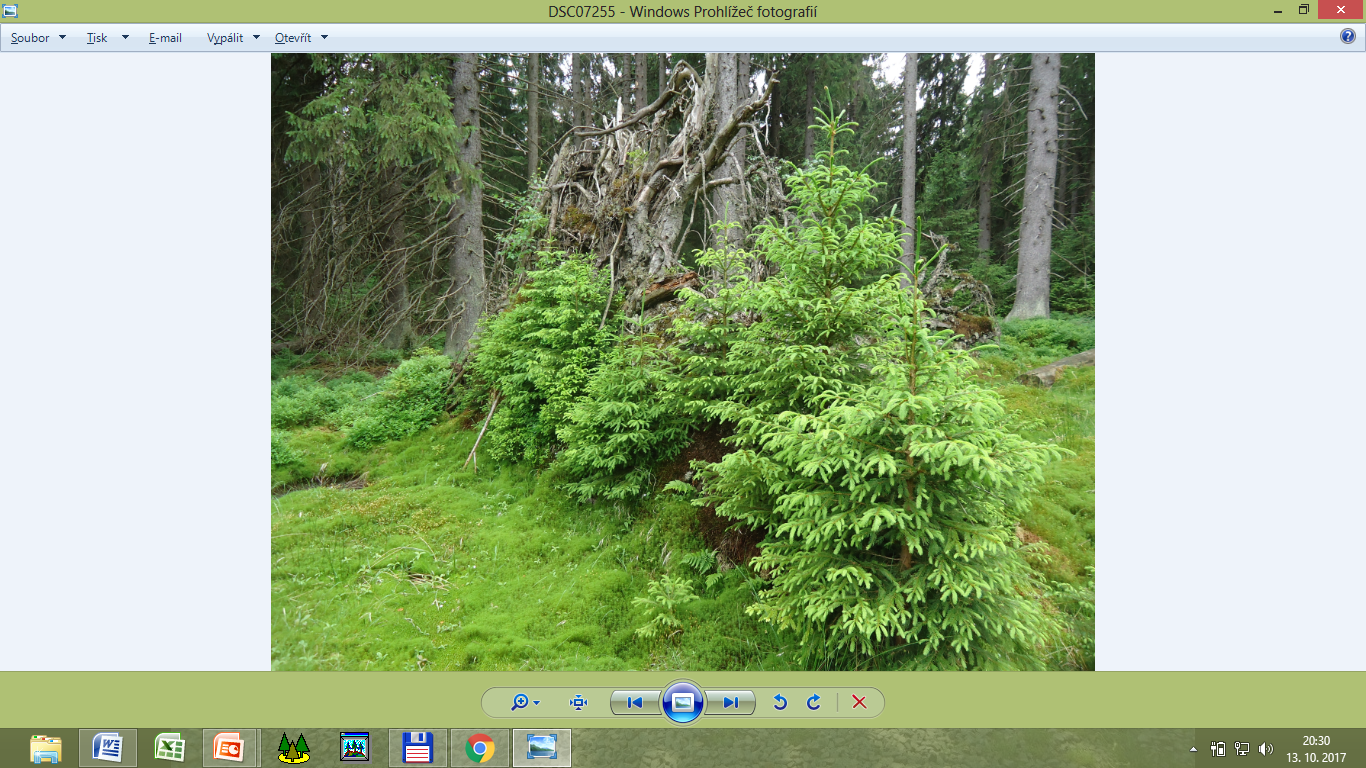 DSC07255 - Windows Prohlížeč fotografií
Soubor Tisk E-mail Vypálit Otevřít
20:30
13. 10. 2017